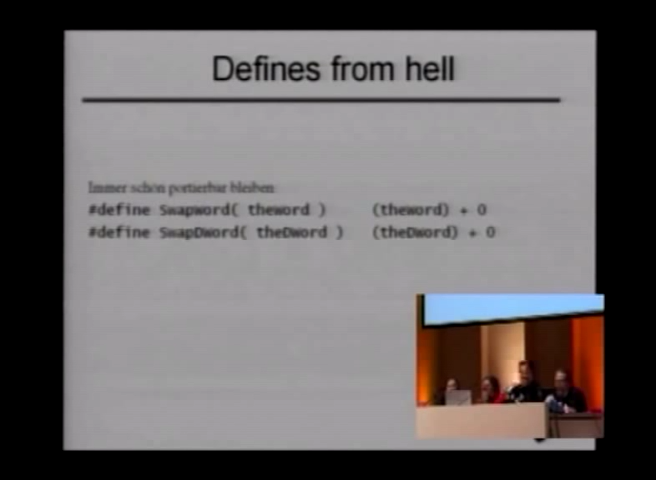 Defines from hell
Immer schön portierbar bleiben
#define Swapword( theword ) (theword) + 0
#define SwapDword( theDword ) (theDword) + 0